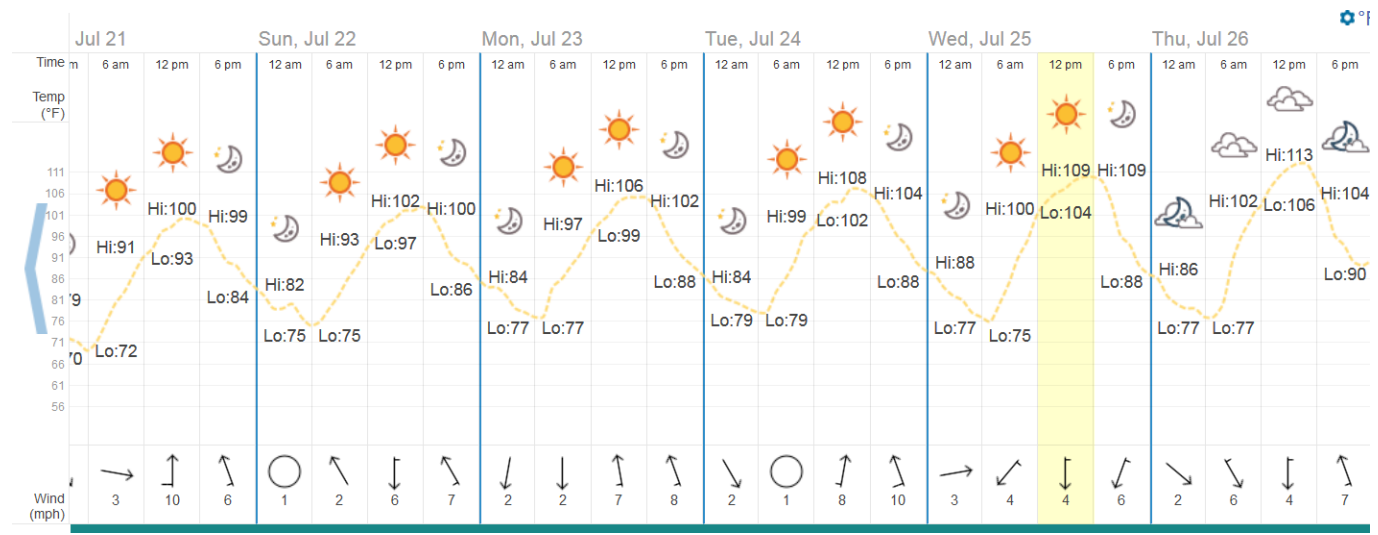 °F
Jul 21 Sun, Jul 22 Mon, Jul 23 Tue, Jul 24 Wed, Jul 25 Thu, Jul 26
Time m 6 am 12 pm 6 pm 12 am 6 am 12 pm 6 pm 12 am 6 am 12 pm 6 pm 12 am 6 am 12 pm 6 pm 12 am 6 am 12 pm 6 pm 12 am 6 am 12 pm 6 pm
Temp
(°F)
111
106
101
96
91
86
81
76
71
66
61
56
79
70
Hi:91
Lo:72
Hi:100
Lo:93
Hi:99
Lo:84
Hi:82
Lo:75
Hi:93
Lo:75
Hi:102
Lo:97
Hi:100
Lo:86
Hi:84
Lo:77
Hi:97
Lo:77
Hi:106
Lo:99
Hi:102
Lo:88
Hi:84
Lo:79
Hi:99
Lo:79
Hi:108
Lo:102
Hi:104
Lo:88
Hi:88
Lo:77
Hi:100
Lo:75
Hi:109
Lo:104
Hi:109
Lo:88
Hi:86
Lo:77
Hi:102
Lo:77
Hi:113
Lo:106
Hi:104
Lo:90
Wind
(mph)
3 10 6 1 2 6 7 2 2 7 8 2 1 8 10 3 4 4 6 2 6 4 7